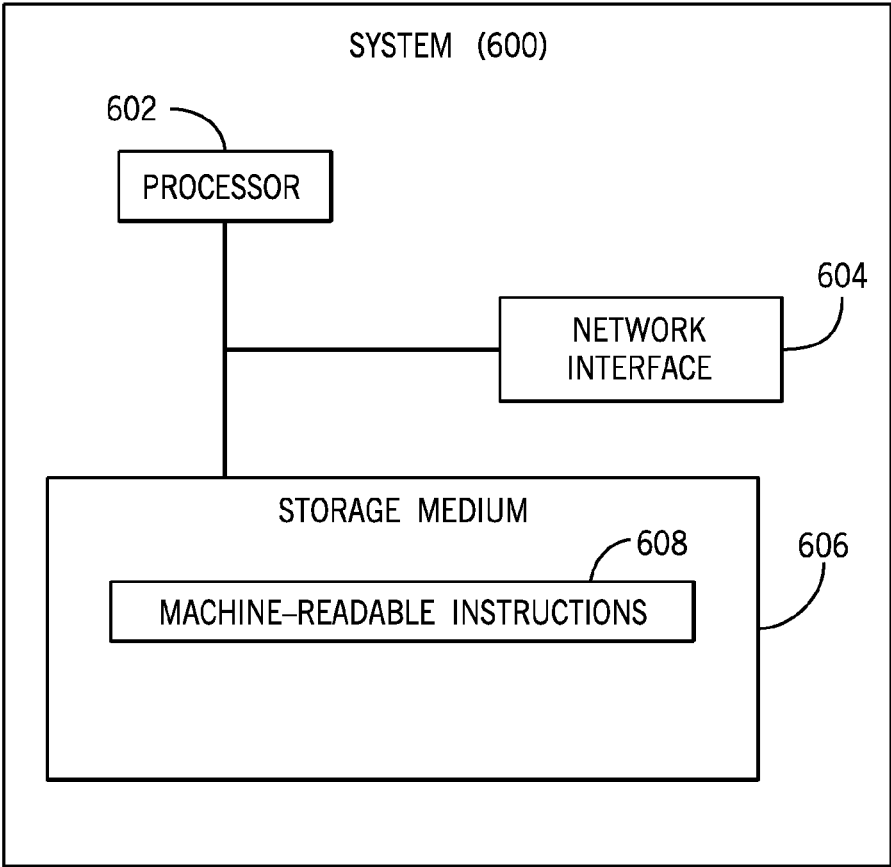 SYSTEM (600)
602
PROCESSOR
604
NETWORK
INTERFACE
STORAGE MEDIUM
608
606
MACHINE–READABLE INSTRUCTIONS